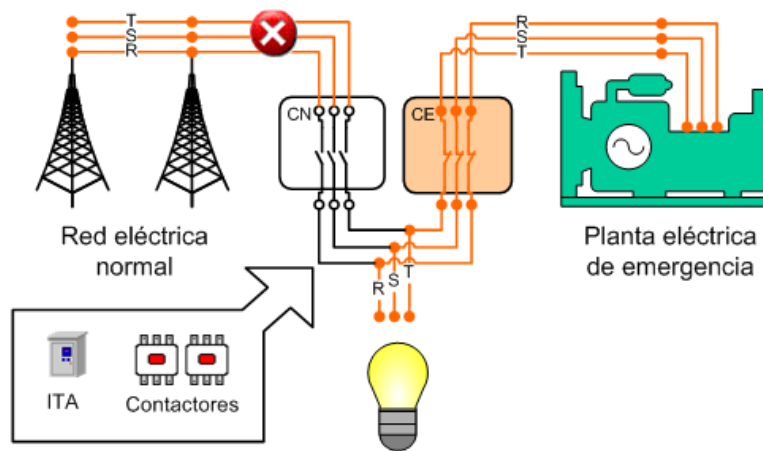 T
S
R
CN
CE
R
S
T
Red eléctrica
normal
R
S
T
Planta eléctrica
de emergencia
ITA
Contactores